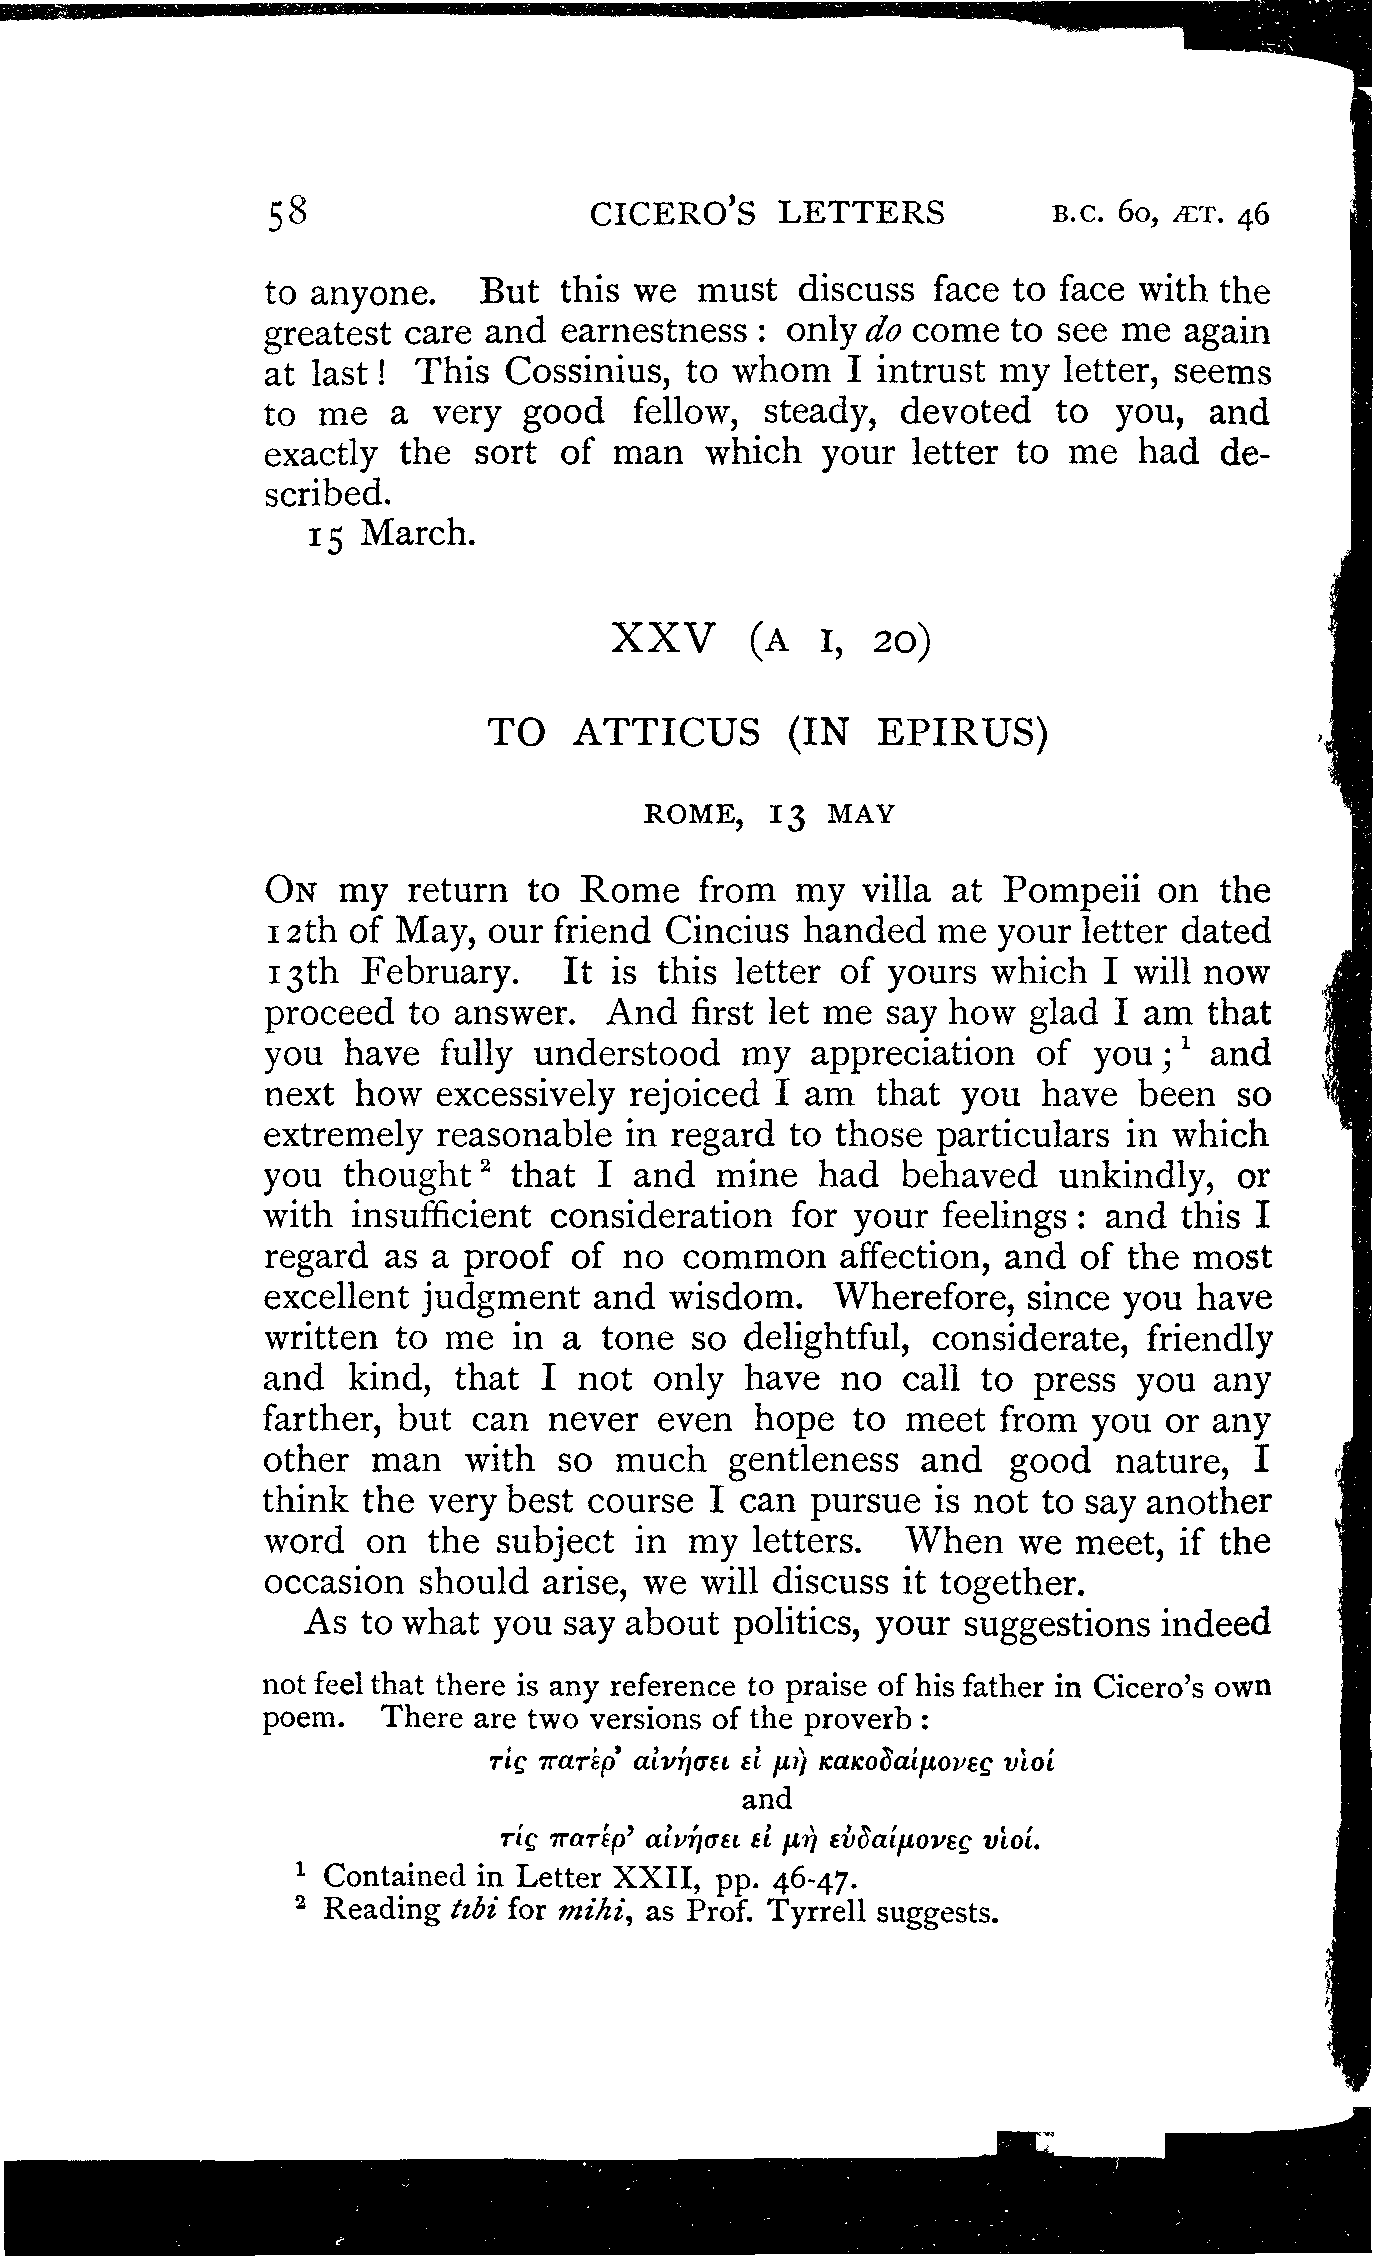 58 CICERO'S LETTERS B.C. 60, ÆT. 46
to anyone. But this we must discuss face to face with the
greatest care and earnestness : only do come to see me again
at last ! This Cossinius, to whom I intrust my letter, seems
to me a very good fellow, steady, devoted to you, and
exactly the sort of man which your letter to me had de-
scribed.
15 March.
XXV (A I, 20)
TO ATTICUS (IN EPIRUS)
ROME, 13 MAY
ON my return to Rome from my villa at Pompeii on the
12th of May, our friend Cincius handed me your letter dated
13th February. It is this letter of yours which I will now
proceed to answer. And first let me say how glad I am that
you have fully understood my appreciation of you ;¹ and
next how excessively rejoiced I am that you have been so
extremely reasonable in regard to those particulars in which
you thought² that I and mine had behaved unkindly, or
with insufficient consideration for your feelings : and this I
regard as a proof of no common affection, and of the most
excellent judgment and wisdom. Wherefore, since you have
written to me in a tone so delightful, considerate, friendly
and kind, that I not only have no call to press you any
farther, but can never even hope to meet from you or any
other man with so much gentleness and good nature, I
think the very best course I can pursue is not to say another
word on the subject in my letters. When we meet, if the
occasion should arise, we will discuss it together.
As to what you say about politics, your suggestions indeed
not feel that there is any reference to praise of his father in Cicero's own
poem. There are two versions of the proverb :
τίς πατέρ' αἰνήσει εἰ μὴ κακοδαίμονες υἱοί
and
τίς πατέρ' αἰνήσει εἰ μὴ εὐδαίμονες υἱοί.
¹ Contained in Letter XXII, pp. 46-47.
² Reading tibi for mihi, as Prof. Tyrrell suggests.